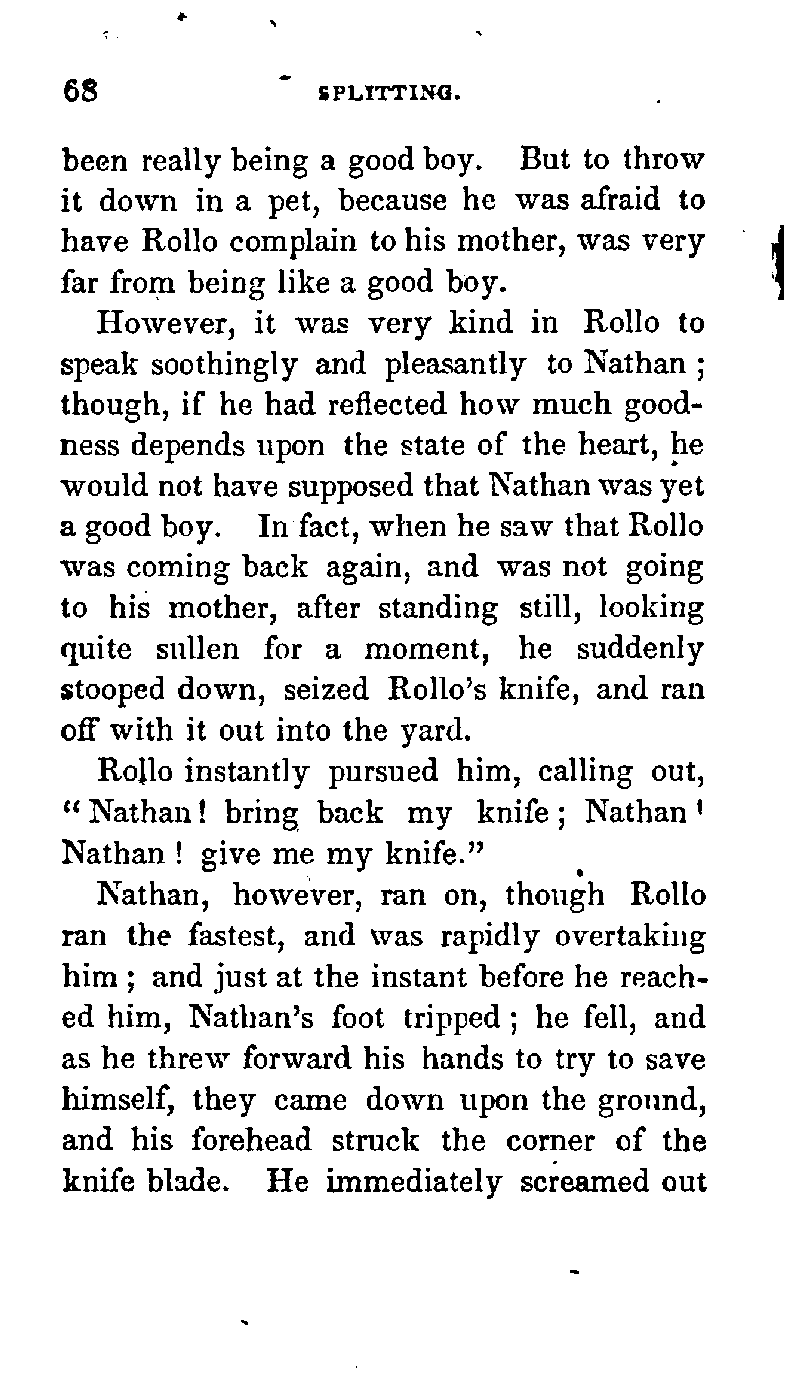 68 SPLITTING.
been really being a good boy. But to throw
it down in a pet, because he was afraid to
have Rollo complain to his mother, was very
far from being like a good boy.
However, it was very kind in Rollo to
speak soothingly and pleasantly to Nathan ;
though, if he had reflected how much good-
ness depends upon the state of the heart, he
would not have supposed that Nathan was yet
a good boy. In fact, when he saw that Rollo
was coming back again, and was not going
to his mother, after standing still, looking
quite sullen for a moment, he suddenly
stooped down, seized Rollo's knife, and ran
off with it out into the yard.
Rollo instantly pursued him, calling out,
“ Nathan ! bring back my knife ; Nathan !
Nathan ! give me my knife.”
Nathan, however, ran on, though Rollo
ran the fastest, and was rapidly overtaking
him ; and just at the instant before he reach-
ed him, Nathan's foot tripped ; he fell, and
as he threw forward his hands to try to save
himself, they came down upon the ground,
and his forehead struck the corner of the
knife blade. He immediately screamed out